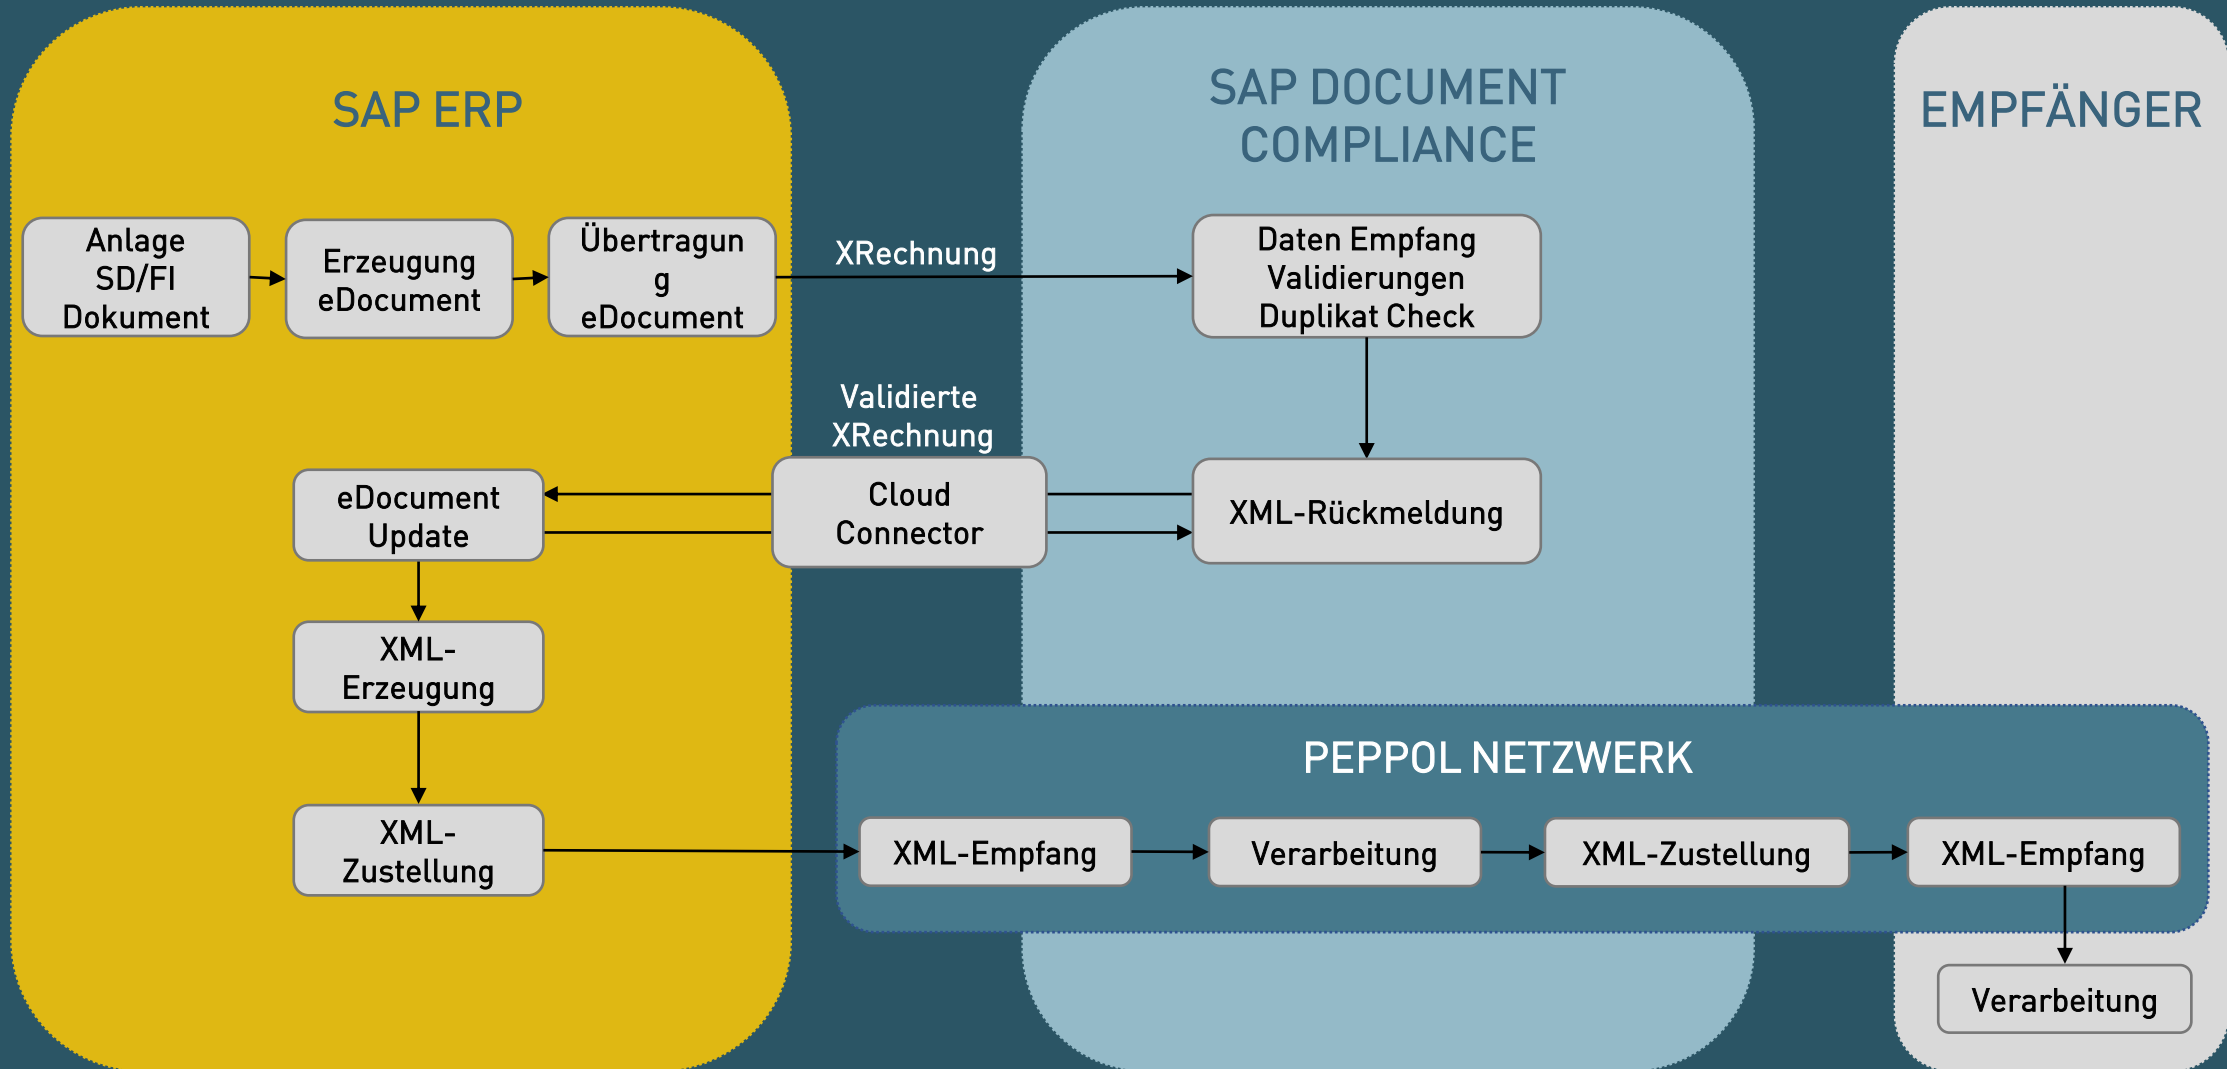 SAP ERP
SAP DOCUMENT
COMPLIANCE
EMPFÄNGER
Anlage
SD/FI
Dokument
Erzeugung
eDocument
Übertragun
g
eDocument
XRechnung
Daten Empfang
Validierungen
Duplikat Check
Validierte
XRechnung
eDocument
Update
Cloud
Connector
XML-Rückmeldung
XML-
Erzeugung
XML-
Zustellung
PEPPOL NETZWERK
XML-Empfang
Verarbeitung
XML-Zustellung
XML-Empfang
Verarbeitung